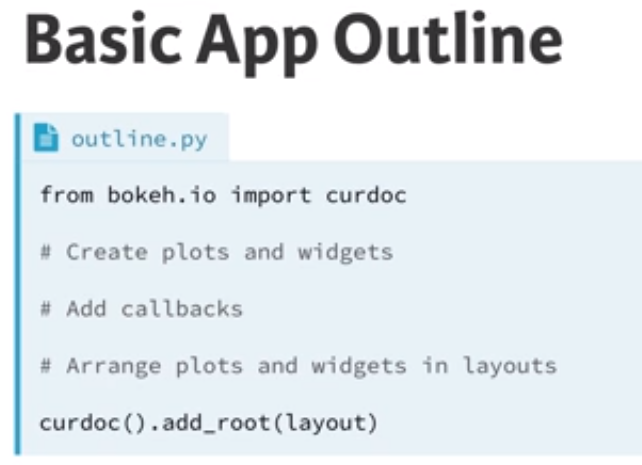 Basic App Outline
outline.py
from bokeh.io import curdoc
# Create plots and widgets
# Add callbacks
# Arrange plots and widgets in layouts
curdoc().add_root(layout)